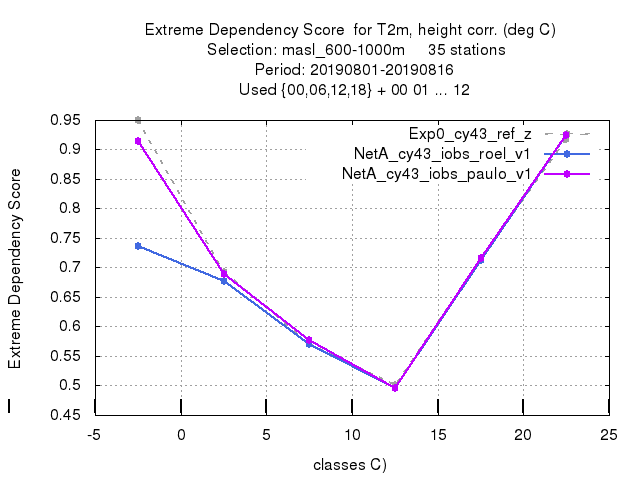 Extreme Dependency Score for T2m, height corr. (deg C)
Selection: masl_600-1000m 35 stations
Period: 20190801-20190816
Used {00,06,12,18} + 00 01 ... 12
Exp0_cy43_ref_z
NetA_cy43_iobs_roel_v1
NetA_cy43_iobs_paulo_v1
Extreme Dependency Score
0.95
0.9
0.85
0.8
0.75
0.7
0.65
0.6
0.55
0.5
0.45
-5 0 5 10 15 20 25
classes C)